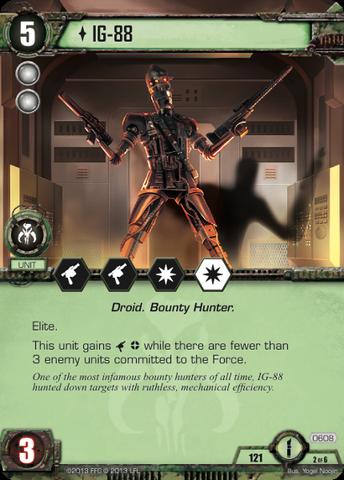 5
IG-88
UNIT
Droid. Bounty Hunter.
Elite.
This unit gains while there are fewer than
3 enemy units committed to the Force.
One of the most infamous bounty hunters of all time, IG-88
hunted down targets with ruthless, mechanical efficiency.
3
121
2 of 6
0608
©2013 FFG © 2013 LFL
Illus. Yogei Noojin